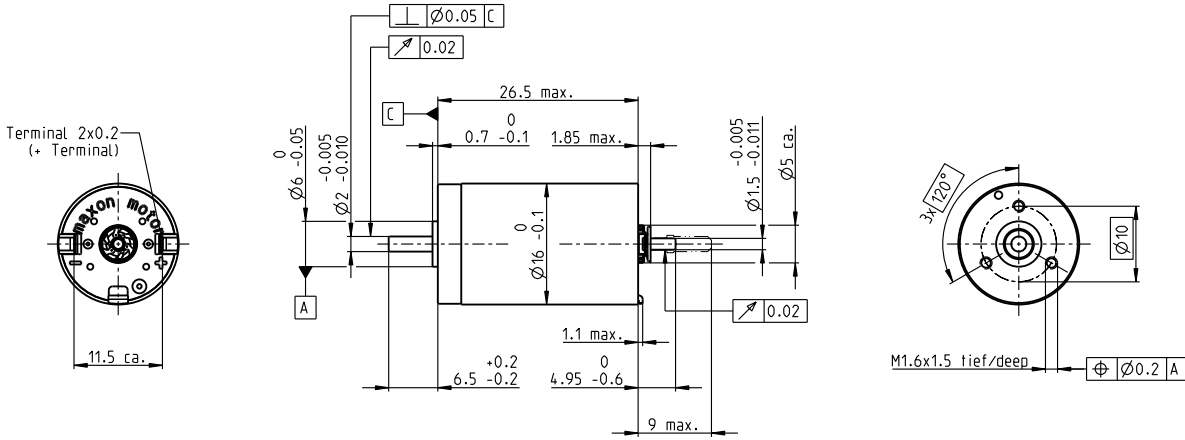 ⊥ Ø0.05 C
↗ 0.02
26.5 max.
C
0
0.7 -0.1
1.85 max.
Terminal 2x0.2
(+ Terminal)
0
Ø6 -0.05
-0.005
Ø2 -0.010
-0.005
Ø1.5 -0.011
Ø5 ca.
maxon motor
- +
0
Ø16 -0.1
3x 120°
Ø10
A
↗ 0.02
1.1 max.
11.5 ca.
+0.2
6.5 -0.2
0
4.95 -0.6
M1.6x1.5 tief/deep
⌖ Ø0.2 A
9 max.